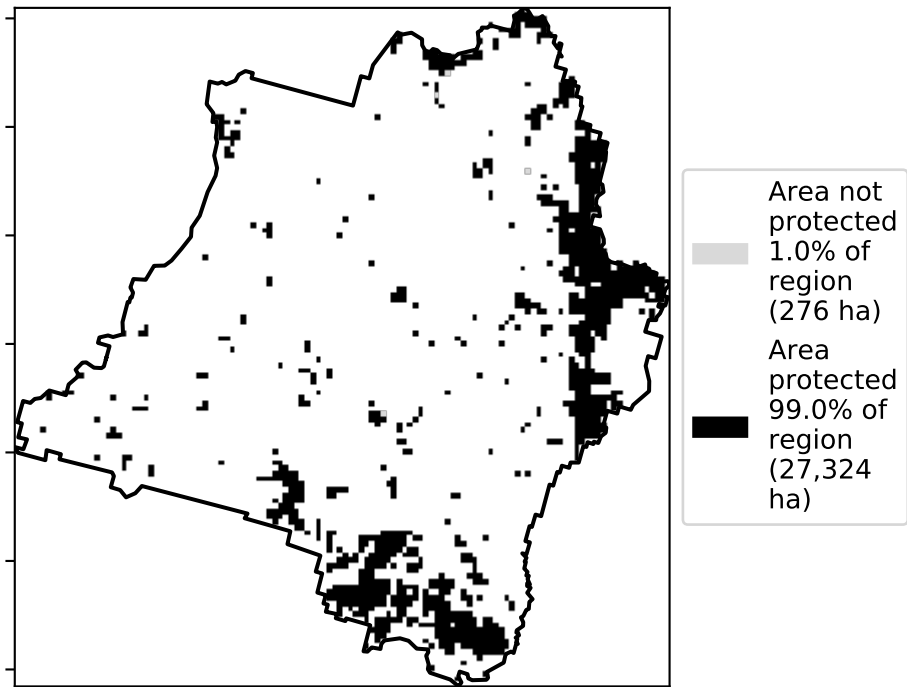 Area not
protected
1.0% of
region
(276 ha)
Area
protected
99.0% of
region
(27,324
ha)